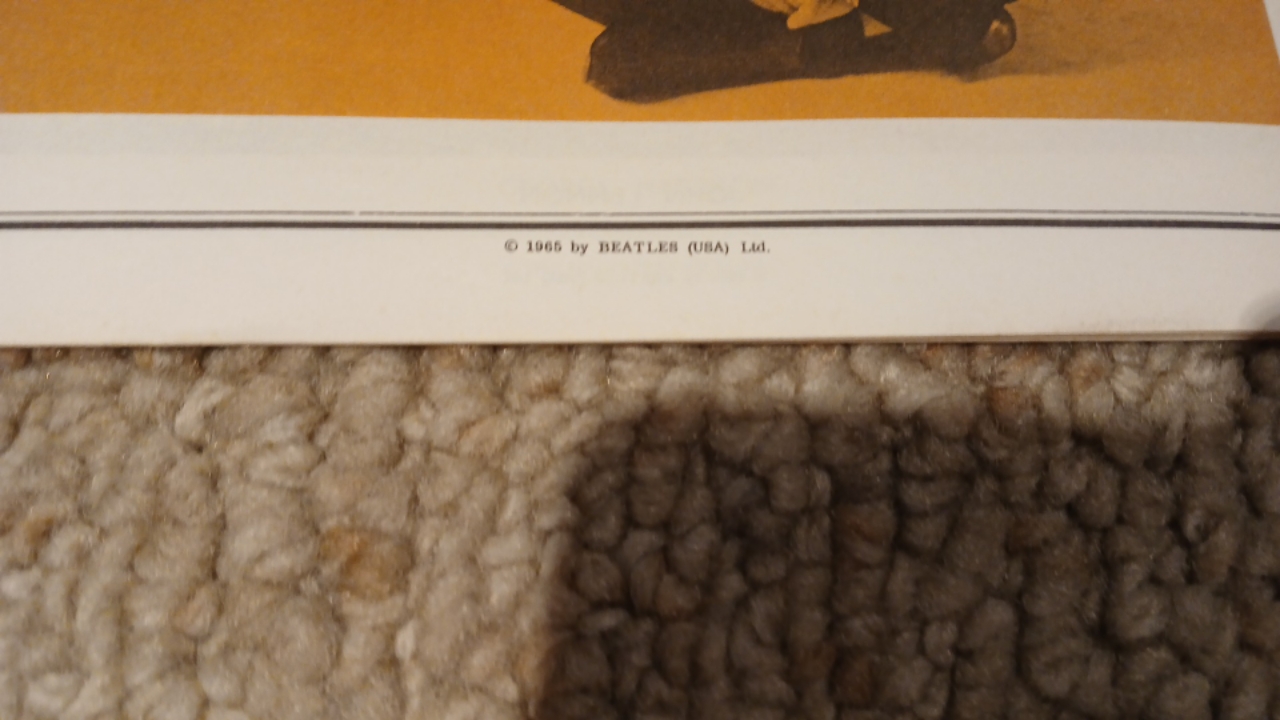 © 1965 by BEATLES (USA) Ltd.